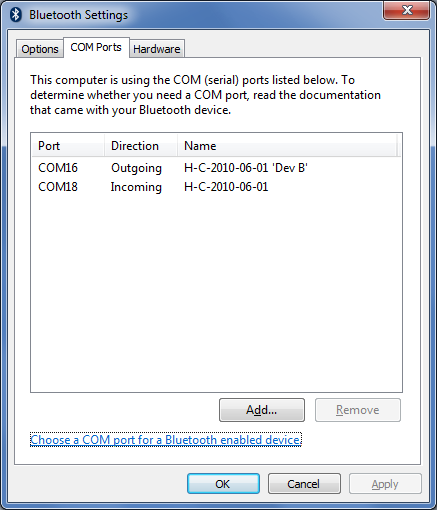 Bluetooth Settings
Options COM Ports Hardware
This computer is using the COM (serial) ports listed below. To
determine whether you need a COM port, read the documentation
that came with your Bluetooth device.
Port Direction Name
COM16 Outgoing H-C-2010-06-01 'Dev B'
COM18 Incoming H-C-2010-06-01
Add... Remove
Choose a COM port for a Bluetooth enabled device.
OK Cancel Apply